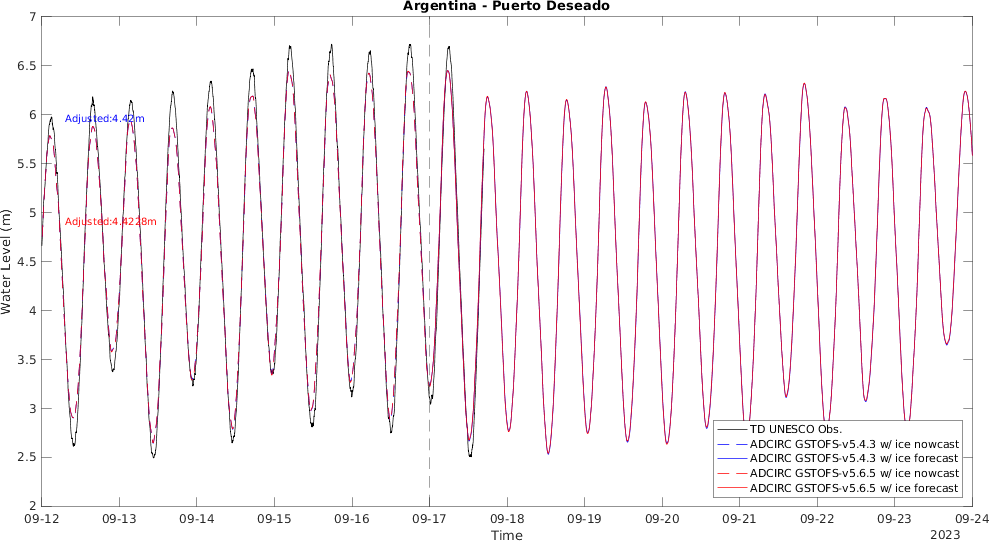 Argentina - Puerto Deseado
7
6.5
6
5.5
5
4.5
4
3.5
3
2.5
2
Water Level (m)
Adjusted:4.42m
Adjusted:4.4228m
TD UNESCO Obs.
ADCIRC GSTOFS-v5.4.3 w/ ice nowcast
ADCIRC GSTOFS-v5.4.3 w/ ice forecast
ADCIRC GSTOFS-v5.6.5 w/ ice nowcast
ADCIRC GSTOFS-v5.6.5 w/ ice forecast
09-12 09-13 09-14 09-15 09-16 09-17 09-18 09-19 09-20 09-21 09-22 09-23 09-24
Time
2023